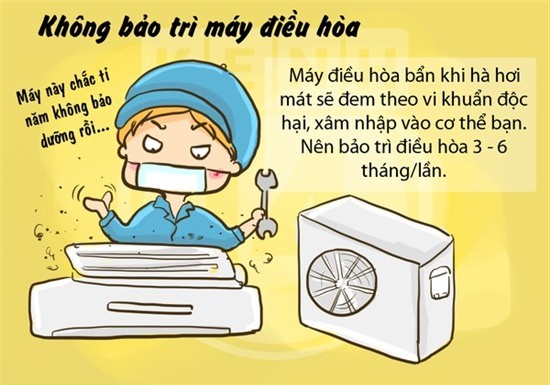 Không bảo trì máy điều hòa
Máy này chắc tỉ
năm không bảo
dưỡng rồi...
Máy điều hòa bẩn khi hà hơi
mát sẽ đem theo vi khuẩn độc
hại, xâm nhập vào cơ thể bạn.
Nên bảo trì điều hòa 3 - 6
tháng/lần.